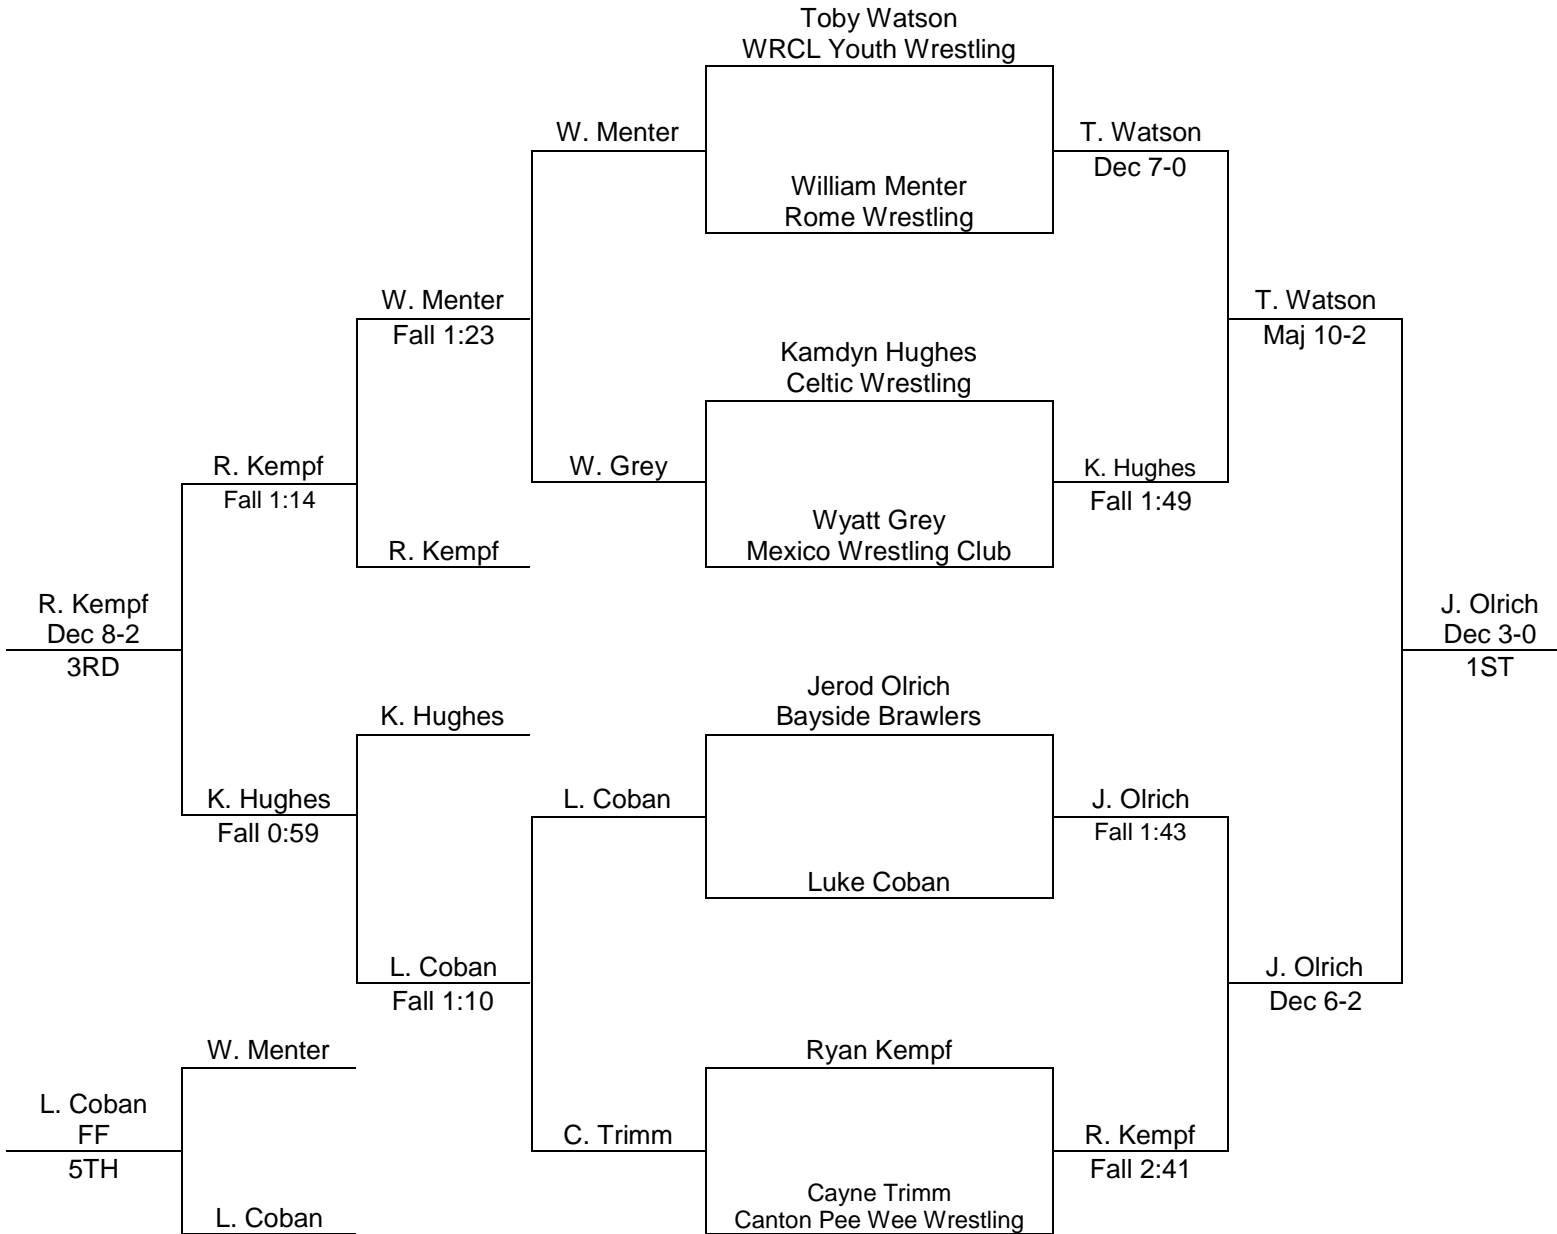 Toby Watson
WRCL Youth Wrestling
W. Menter
T. Watson
Dec 7-0
William Menter
Rome Wrestling
W. Menter
Fall 1:23
T. Watson
Maj 10-2
Kamdyn Hughes
Celtic Wrestling
R. Kempf
Fall 1:14
W. Grey
K. Hughes
Fall 1:49
Wyatt Grey
Mexico Wrestling Club
R. Kempf
R. Kempf
Dec 8-2
3RD
J. Olrich
Dec 3-0
1ST
Jerod Olrich
Bayside Brawlers
K. Hughes
K. Hughes
Fall 0:59
L. Coban
J. Olrich
Fall 1:43
Luke Coban
L. Coban
Fall 1:10
J. Olrich
Dec 6-2
W. Menter
Ryan Kempf
L. Coban
FF
5TH
C. Trimm
R. Kempf
Fall 2:41
Cayne Trimm
Canton Pee Wee Wrestling
L. Coban